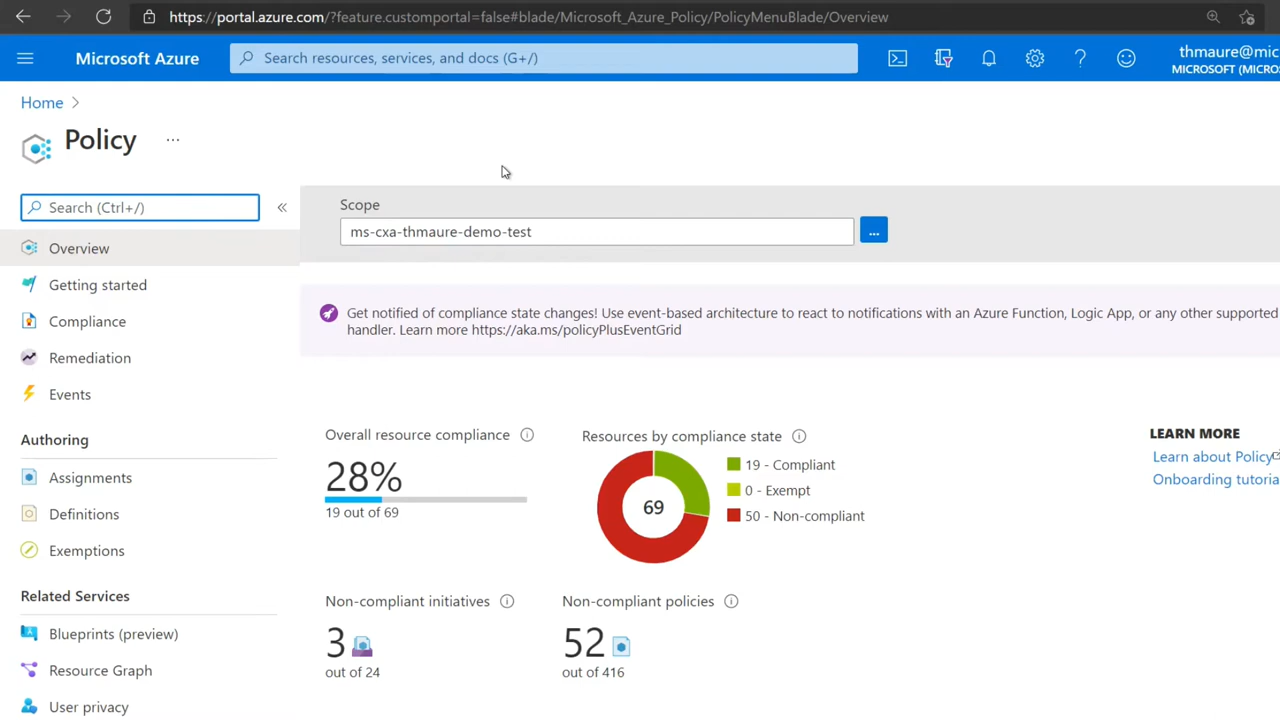 https://portal.azure.com/?feature.customportal=false#blade/Microsoft_Azure_Policy/PolicyMenuBlade/Overview
Microsoft Azure
Search resources, services, and docs (G+/)
thmaure@mic
MICROSOFT (MICRO
Home
Policy
...
Search (Ctrl+/)
«
Overview
Getting started
Compliance
Remediation
Events
Authoring
Assignments
Definitions
Exemptions
Related Services
Blueprints (preview)
Resource Graph
User privacy
Scope
ms-cxa-thmaure-demo-test
...
Get notified of compliance state changes! Use event-based architecture to react to notifications with an Azure Function, Logic App, or any other supported
handler. Learn more https://aka.ms/policyPlusEventGrid
Overall resource compliance
28%
19 out of 69
Resources by compliance state
69
19 - Compliant
0 - Exempt
50 - Non-compliant
LEARN MORE
Learn about Policy
Onboarding tutoria
Non-compliant initiatives
3
out of 24
Non-compliant policies
52
out of 416